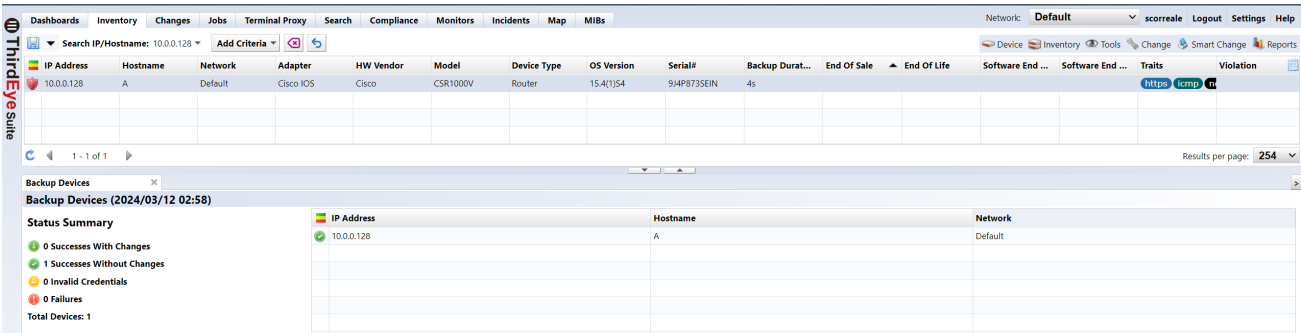 Dashboards Inventory Changes Jobs Terminal Proxy Search Compliance Monitors Incidents Map MIBs Network: Default scorreale Logout Settings Help
ThirdEye Suite
Search IP/Hostname: 10.0.0.128 Add Criteria Device Inventory Tools Change Smart Change Reports
IP Address Hostname Network Adapter HW Vendor Model Device Type OS Version Serial# Backup Durat... End Of Sale End Of Life Software End ... Software End ... Traits Violation
10.0.0.128 A Default Cisco IOS Cisco CSR1000V Router 15.4(1)S4 9J4P873SEIN 4s https icmp
1 - 1 of 1 Results per page: 254
Backup Devices
Backup Devices (2024/03/12 02:58)
Status Summary
0 Successes With Changes
1 Successes Without Changes
0 Invalid Credentials
0 Failures
Total Devices: 1
IP Address Hostname Network
10.0.0.128 A Default